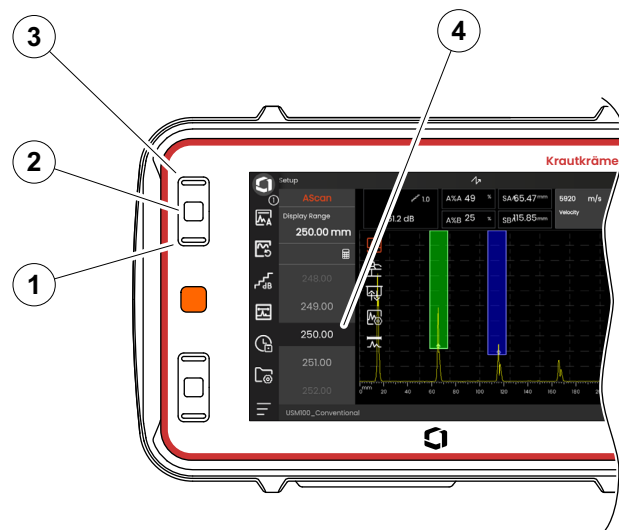 3
4
2
1
Krautkräme
Setup
AScan
Display Range
250.00 mm
248.00
249.00
250.00
251.00
252.00
1.0
51.2 dB
A%A 49 %
A%B 25 %
SA/65.47 mm
SB/115.85 mm
5920 m/s
Velocity
dB
mm 20 40 60 80 100 120 140 160 180
USM100_Conventional